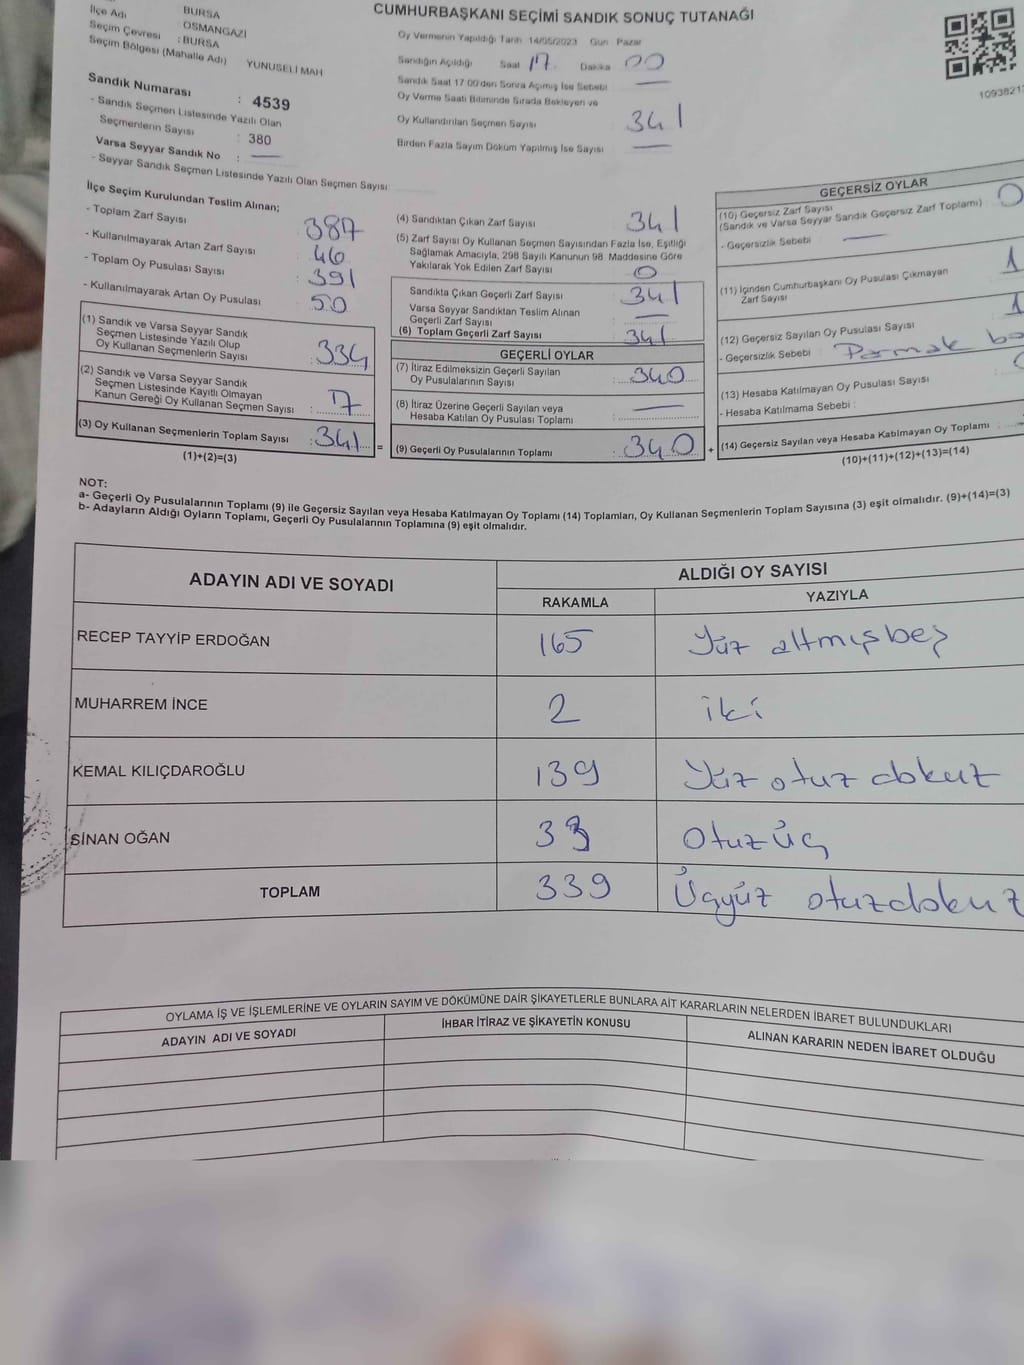 CUMHURBAŞKANI SEÇİMİ SANDIK SONUÇ TUTANAĞI
İlçe Adı BURSA
OSMANGAZİ
Seçim Çevresi : BURSA
Seçim Bölgesi (Mahalle Adı) YUNUSELİ MAH
Sandık Numarası : 4539
- Sandık Seçmen Listesinde Yazılı Olan
Seçmenlerin Sayısı : 380
Varsa Seyyar Sandık No :
- Seyyar Sandık Seçmen Listesinde Yazılı Olan Seçmen Sayısı:
Oy Vermenin Yapıldığı Tarih 14/05/2023 Gün Pazar
Sandığın Açıldığı Saat 17 Dakika 00
Sandık Saat 17 00'den Sonra Açımış İse Sebebi
Oy Verme Saati Bitiminde Sırada Bekleyen ve
Oy Kullandırılan Seçmen Sayısı 341
Birden Fazla Sayım Döküm Yapılmış İse Sayısı
İlçe Seçim Kurulundan Teslim Alınan;
- Toplam Zarf Sayısı 387
- Kullanılmayarak Artan Zarf Sayısı 46
- Toplam Oy Pusulası Sayısı 391
- Kullanılmayarak Artan Oy Pusulası 50
(1) Sandık ve Varsa Seyyar Sandık
Seçmen Listesinde Yazılı Olup
Oy Kullanan Seçmenlerin Sayısı : 334
(2) Sandık ve Varsa Seyyar Sandık
Seçmen Listesinde Kayıtlı Olmayan
Kanun Gereği Oy Kullanan Seçmen Sayısı : 7
(3) Oy Kullanan Seçmenlerin Toplam Sayısı : 341 =
(1)+(2)=(3)
(4) Sandıktan Çıkan Zarf Sayısı 341
(5) Zarf Sayısı Oy Kullanan Seçmen Sayısından Fazla İse, Eşitliği
Sağlamak Amacıyla, 298 Sayılı Kanunun 98. Maddesine Göre
Yakılarak Yok Edilen Zarf Sayısı 0
Sandıkta Çıkan Geçerli Zarf Sayısı 341
Varsa Seyyar Sandıktan Teslim Alınan
Geçerli Zarf Sayısı
(6) Toplam Geçerli Zarf Sayısı 341
GEÇERLİ OYLAR
(7) İtiraz Edilmeksizin Geçerli Sayılan
Oy Pusulalarının Sayısı : 340
(8) İtiraz Üzerine Geçerli Sayılan veya
Hesaba Katılan Oy Pusulası Toplamı :
(9) Geçerli Oy Pusulalarının Toplamı : 340 +
1093821
GEÇERSİZ OYLAR
(10) Geçersiz Zarf Sayısı 0
(Sandık ve Varsa Seyyar Sandık Geçersiz Zarf Toplamı)
- Geçersizlik Sebebi
(11) İçinden Cumhurbaşkanı Oy Pusulası Çıkmayan 1
Zarf Sayısı
(12) Geçersiz Sayılan Oy Pusulası Sayısı 1
- Geçersizlik Sebebi Parmak
(13) Hesaba Katılmayan Oy Pusulası Sayısı
- Hesaba Katılmama Sebebi :
(14) Geçersiz Sayılan veya Hesaba Katılmayan Oy Toplamı :
(10)+(11)+(12)+(13)=(14)
NOT:
a- Geçerli Oy Pusulalarının Toplamı (9) ile Geçersiz Sayılan veya Hesaba Katılmayan Oy Toplamı (14) Toplamları, Oy Kullanan Seçmenlerin Toplam Sayısına (3) eşit olmalıdır. (9)+(14)=(3)
b- Adayların Aldığı Oyların Toplamı, Geçerli Oy Pusulalarının Toplamına (9) eşit olmalıdır.
ADAYIN ADI VE SOYADI ALDIĞI OY SAYISI
RAKAMLA YAZIYLA
RECEP TAYYİP ERDOĞAN 165 Yüz altmışbeş
MUHARREM İNCE 2 iki
KEMAL KILIÇDAROĞLU 139 Yüz otuz dokuz
SİNAN OĞAN 33 Otuzüç
TOPLAM 339 Üçyüz otuzdokuz
OYLAMA İŞ VE İŞLEMLERİNE VE OYLARIN SAYIM VE DÖKÜMÜNE DAİR ŞİKAYETLERLE BUNLARA AİT KARARLARIN NELERDEN İBARET BULUNDUKLARI
ADAYIN ADI VE SOYADI İHBAR İTİRAZ VE ŞİKAYETİN KONUSU ALINAN KARARIN NEDEN İBARET OLDUĞU